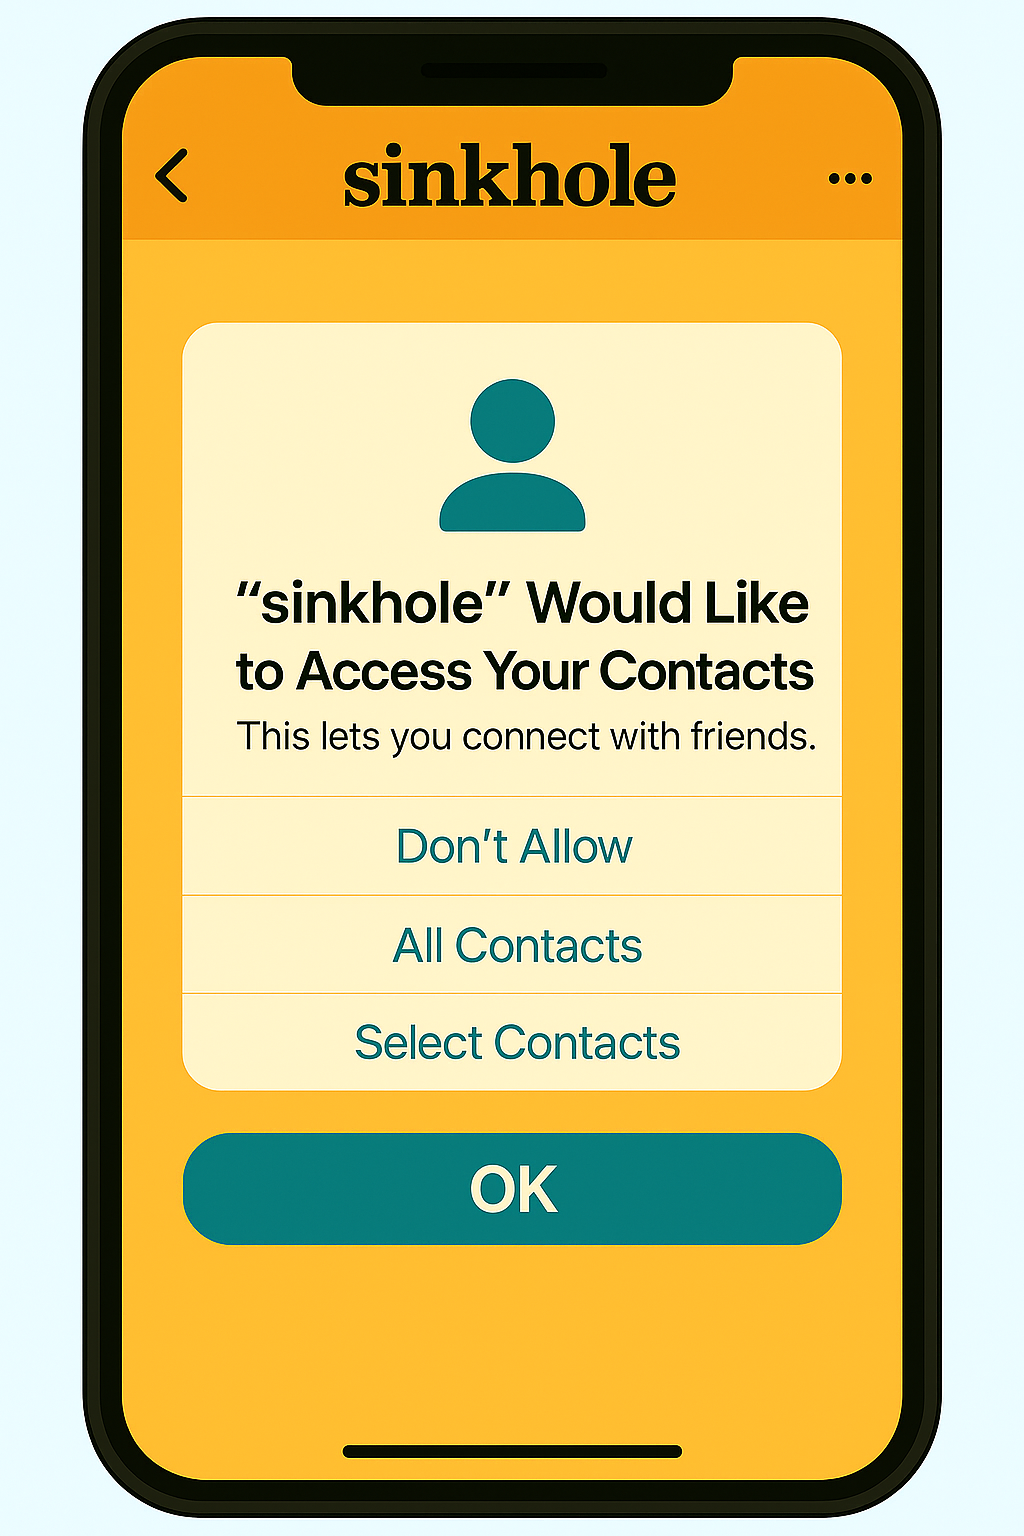 sinkhole
“sinkhole” Would Like
to Access Your Contacts
This lets you connect with friends.
Don’t Allow
All Contacts
Select Contacts
OK